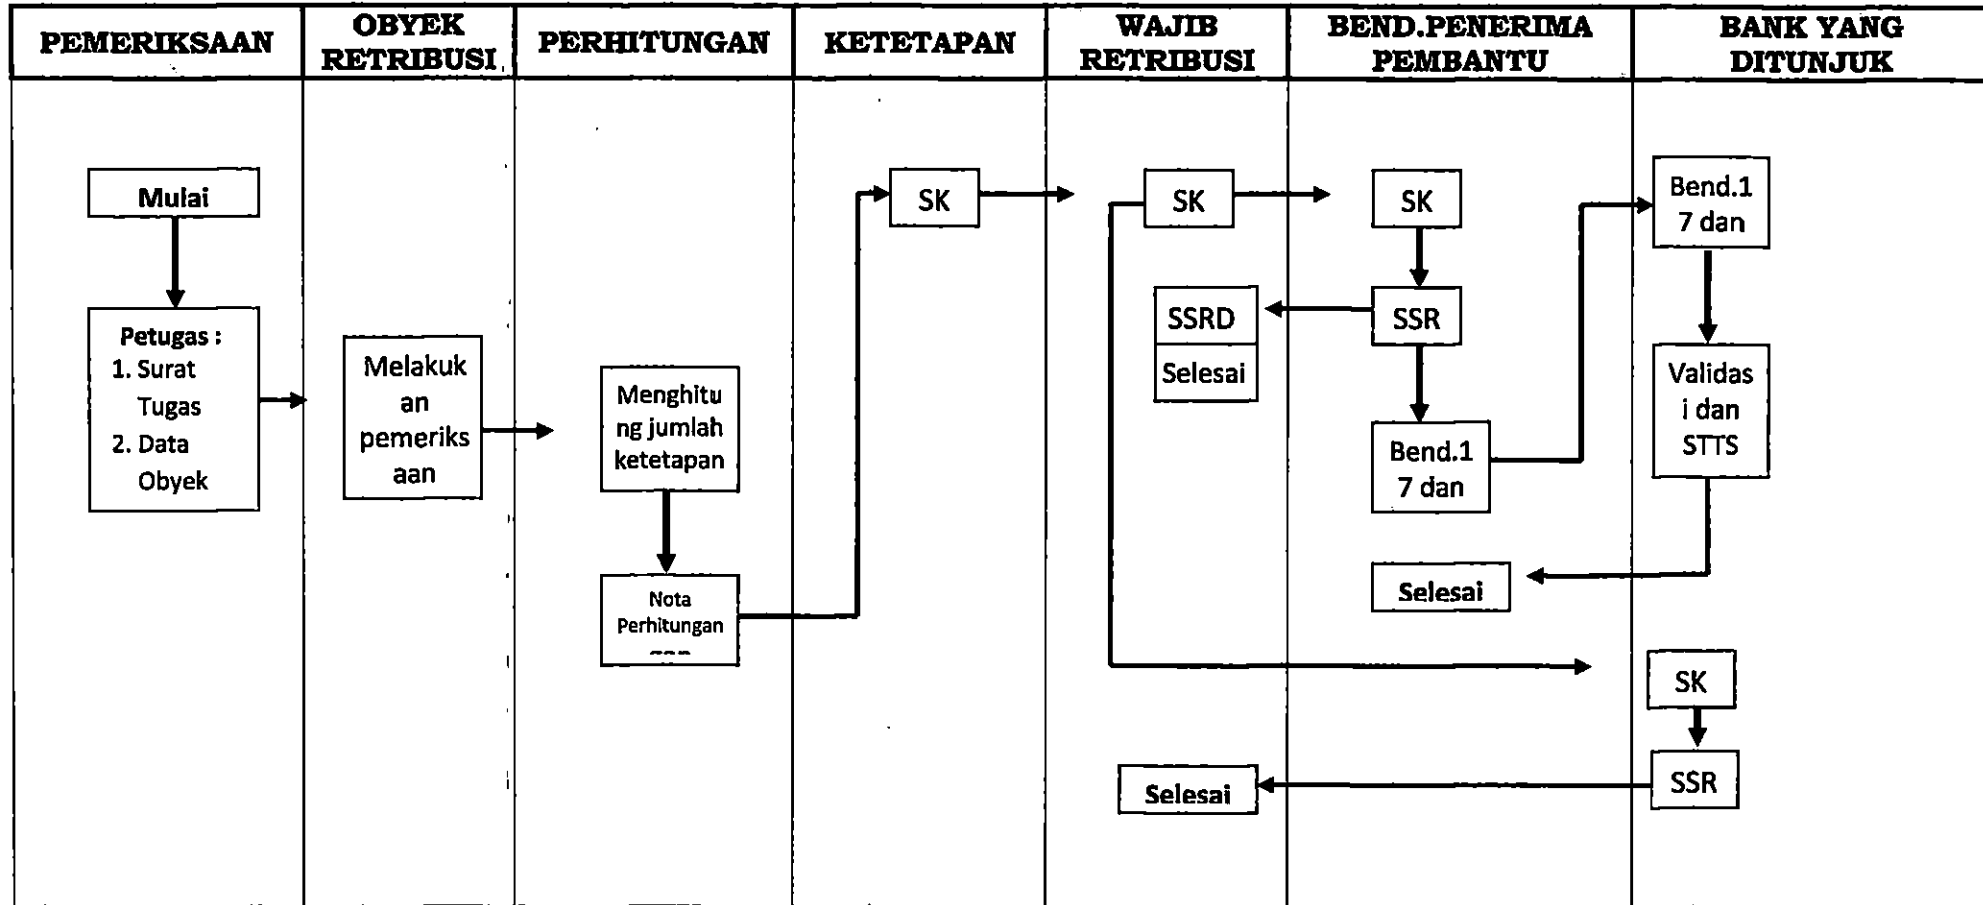 PEMERIKSAAN
OBYEK
RETRIBUSI
PERHITUNGAN
KETETAPAN
WAJIB
RETRIBUSI
BEND.PENERIMA
PEMBANTU
BANK YANG
DITUNJUK
Mulai
Petugas :
1. Surat
Tugas
2. Data
Obyek
Melakuk
an
pemeriks
aan
Menghitu
ng jumlah
ketetapan
Nota
Perhitungan
SK
SK
SSRD
Selesai
Selesai
SK
SSR
Bend.1
7 dan
Selesai
Bend.1
7 dan
Validas
i dan
STTS
SK
SSR